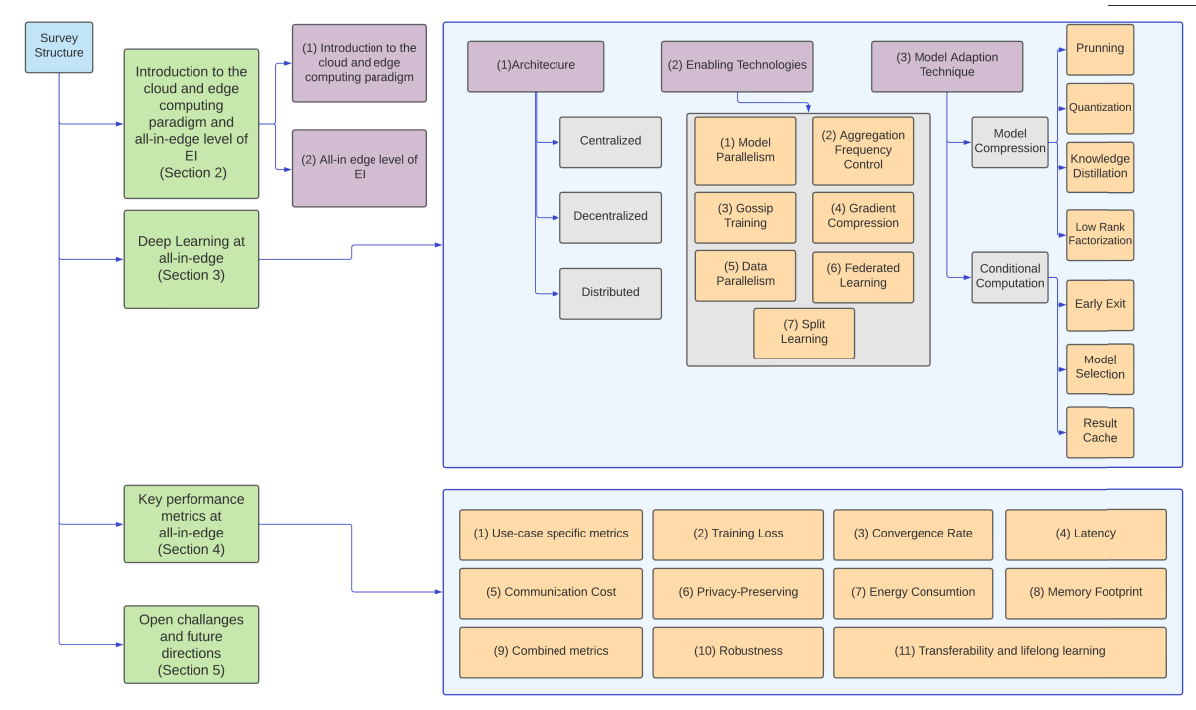 Survey
Structure
Introduction to the
cloud and edge
computing
paradigm and
all-in-edge level of
EI
(Section 2)
(1) Introduction to the
cloud and edge
computing paradigm
(2) All-in edge level of
EI
Deep Learning at
all-in-edge
(Section 3)
(1)Architecture
Centralized
Decentralized
Distributed
(2) Enabling Technologies
(1) Model
Parallelism
(2) Aggregation
Frequency
Control
(3) Gossip
Training
(4) Gradient
Compression
(5) Data
Parallelism
(6) Federated
Learning
(7) Split
Learning
(3) Model Adaption
Technique
Model
Compression
Prunning
Quantization
Knowledge
Distillation
Low Rank
Factorization
Conditional
Computation
Early Exit
Model
Selection
Result
Cache
Key performance
metrics at
all-in-edge
(Section 4)
(1) Use-case specific metrics
(2) Training Loss
(3) Convergence Rate
(4) Latency
(5) Communication Cost
(6) Privacy-Preserving
(7) Energy Consumtion
(8) Memory Footprint
(9) Combined metrics
(10) Robustness
(11) Transferability and lifelong learning
Open challanges
and future
directions
(Section 5)